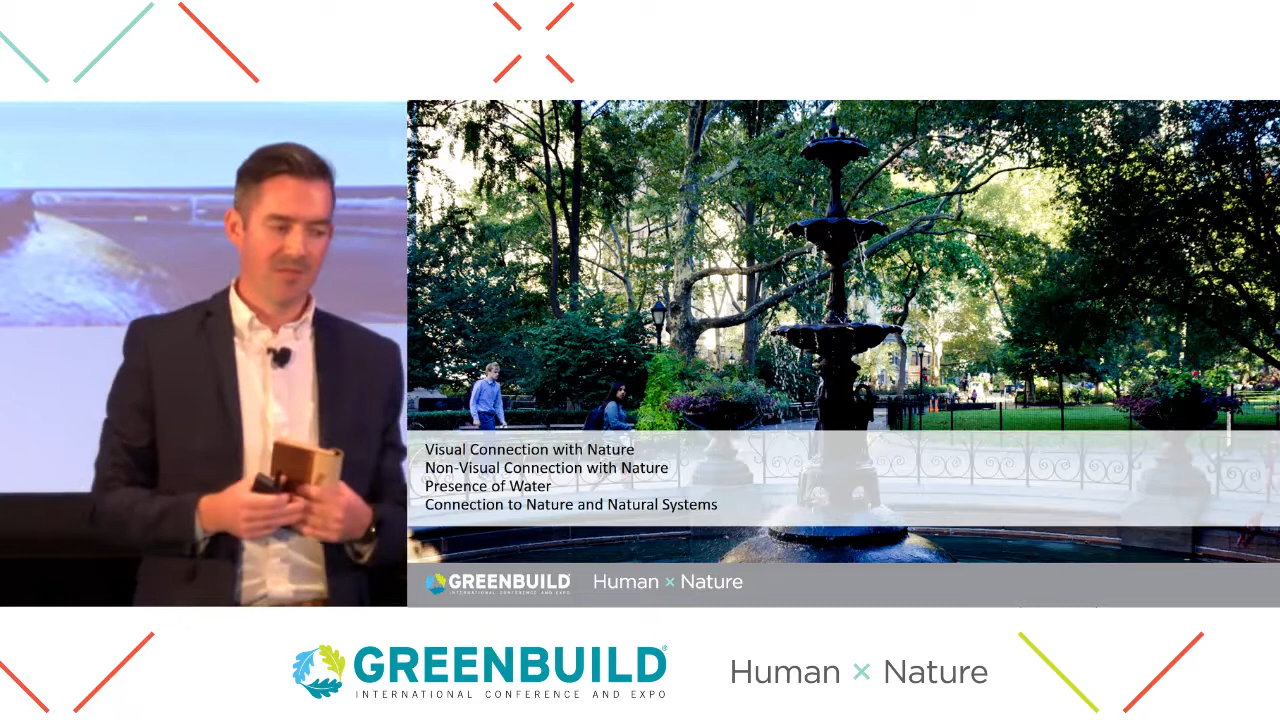 Visual Connection with Nature
Non-Visual Connection with Nature
Presence of Water
Connection to Nature and Natural Systems
GREENBUILD Human × Nature
INTERNATIONAL CONFERENCE AND EXPO
GREENBUILD® Human × Nature
INTERNATIONAL CONFERENCE AND EXPO